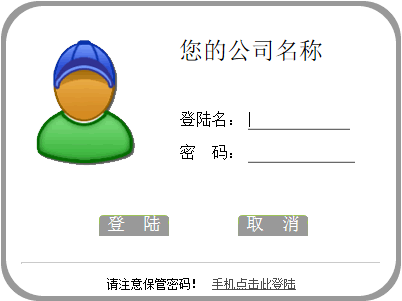 您的公司名称
登陆名：
密　码：
登　陆　取　消
请注意保管密码！ 手机点击此登陆